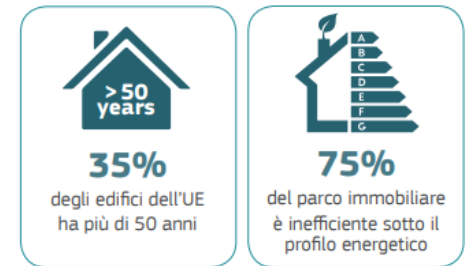 > 50
years
35%
degli edifici dell'UE
ha più di 50 anni
A
B
C
D
E
F
G
75%
del parco immobiliare
è inefficiente sotto il
profilo energetico